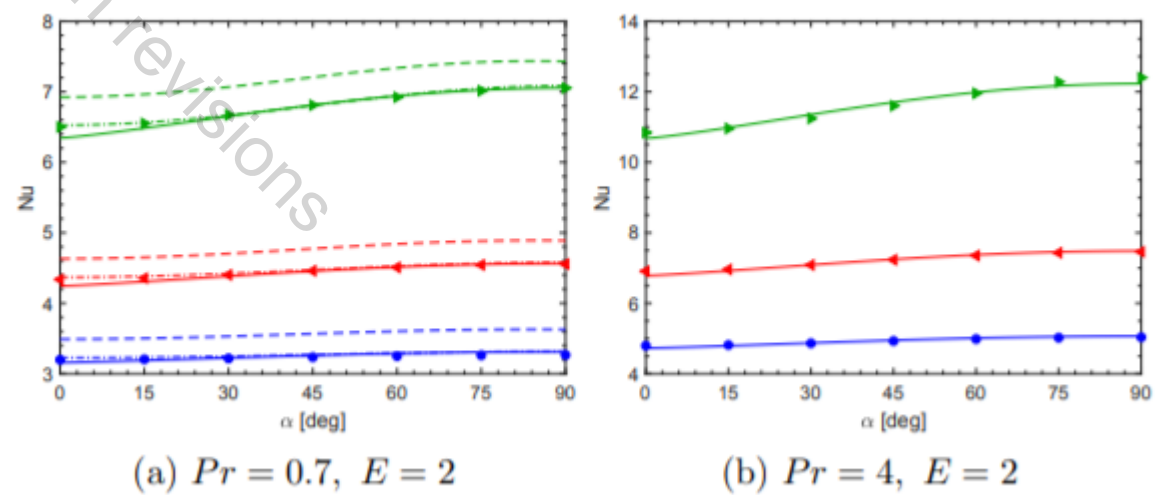 n revisions
8
7
6
5
4
3
Nu
0 15 30 45 60 75 90
α [deg]
(a) Pr = 0.7, E = 2
14
12
10
8
6
4
Nu
0 15 30 45 60 75 90
α [deg]
(b) Pr = 4, E = 2